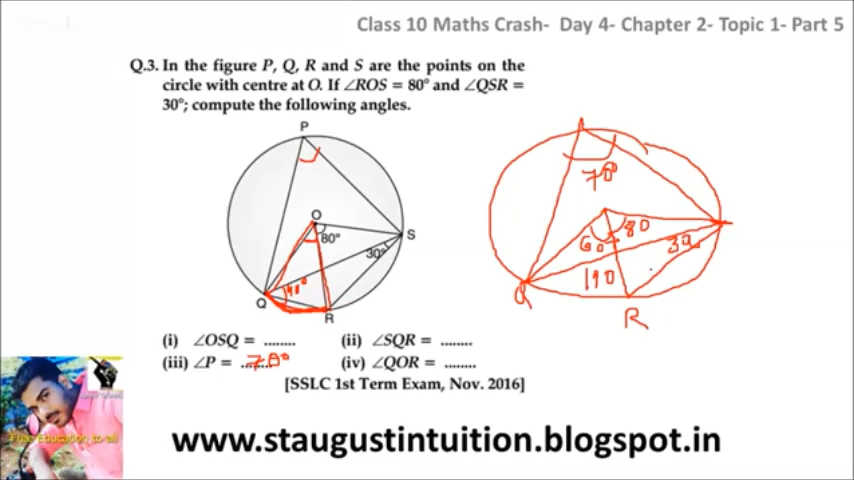 Class 10 Maths Crash- Day 4- Chapter 2- Topic 1- Part 5
Q.3. In the figure P, Q, R and S are the points on the
circle with centre at O. If ∠ROS = 80° and ∠QSR =
30°; compute the following angles.
P
O
80°
S
30°
40°
Q
R
70°
60
80
30
110
Q
R
(i) ∠OSQ = ........ (ii) ∠SQR = ........
(iii) ∠P = ........ 70° (iv) ∠QOR = ........
[SSLC 1st Term Exam, Nov. 2016]
Free Education to all
www.staugustintuition.blogspot.in